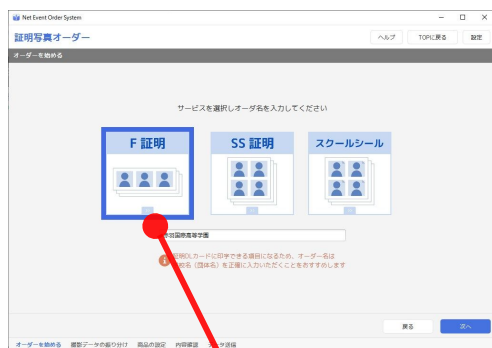 Net Event Order System
証明写真オーダー
ヘルプ TOPに戻る 設定
オーダーを始める
サービスを選択しオーダ名を入力してください
F 証明 SS 証明 スクールシール
羽国際高等学園
証明DLカードに印字できる項目になるため、オーダー名は
校名（団体名）を正確に入力いただくことをおすすめします
戻る 次へ
オーダーを始める 撮影データの振り分け 商品の設定 内容確認 データ送信